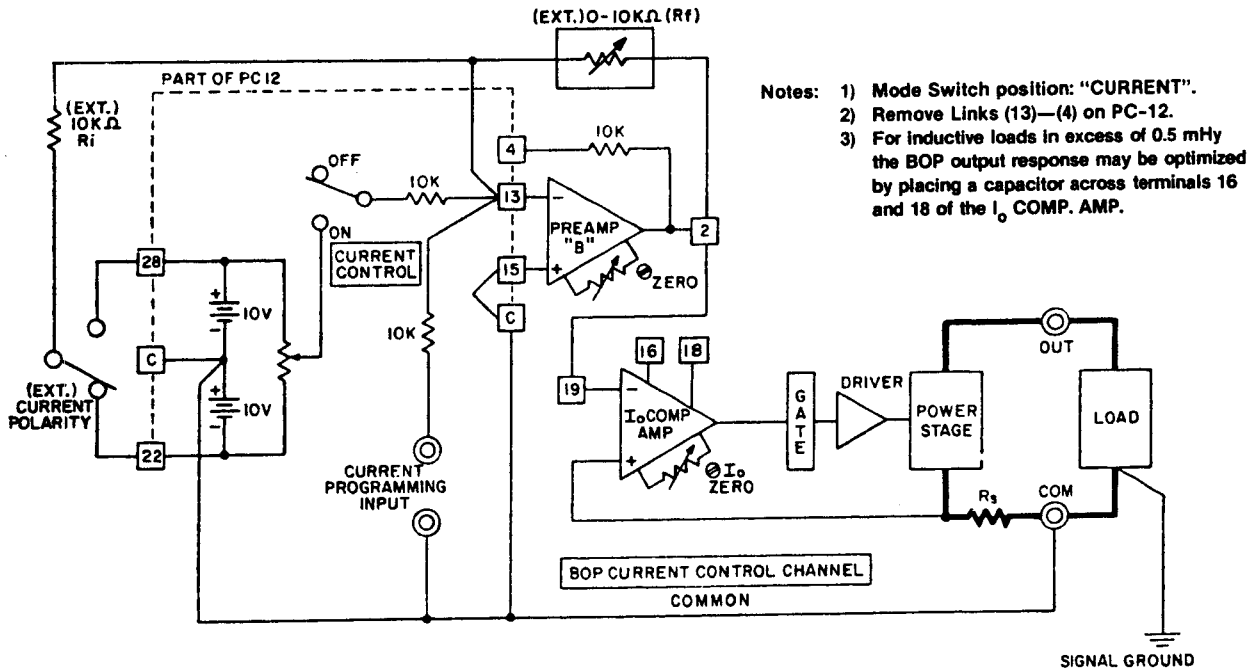 (EXT.) 0-10KΩ (Rf)
PART OF PC 12
(EXT.)
10KΩ
Ri
Notes: 1) Mode Switch position: “CURRENT”.
2) Remove Links (13)—(4) on PC-12.
3) For inductive loads in excess of 0.5 mHy
the BOP output response may be optimized
by placing a capacitor across terminals 16
and 18 of the Io COMP. AMP.
4
10K
OFF
10K
13
-
PREAMP
"B"
2
ON
CURRENT
CONTROL
15
+
ZERO
C
28
+
10V
-
10K
C
(EXT.)
CURRENT
POLARITY
+
10V
-
22
16
18
19
-
Io COMP
AMP
+
Io
ZERO
GATE
DRIVER
POWER
STAGE
OUT
LOAD
CURRENT
PROGRAMMING
INPUT
Rs
COM
BOP CURRENT CONTROL CHANNEL
COMMON
SIGNAL GROUND